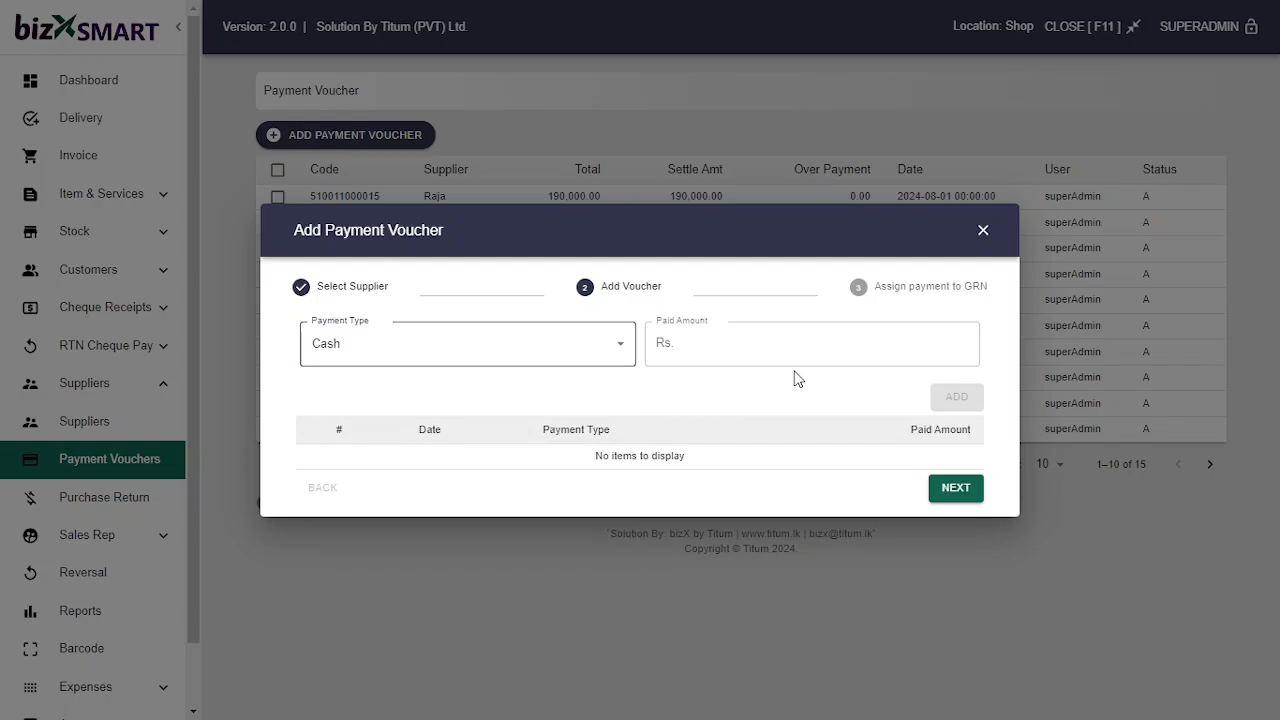 bizXSMART
Version: 2.0.0 | Solution By Titum (PVT) Ltd.
Location: Shop CLOSE [ F11 ] SUPERADMIN
Dashboard
Delivery
Invoice
Item & Services
Stock
Customers
Cheque Receipts
RTN Cheque Pay
Suppliers
Suppliers
Payment Vouchers
Purchase Return
Sales Rep
Reversal
Reports
Barcode
Expenses
Payment Voucher
ADD PAYMENT VOUCHER
Code Supplier Total Settle Amt Over Payment Date User Status
510011000015 Raja 190,000.00 190,000.00 0.00 2024-08-01 00:00:00 superAdmin A
superAdmin A
superAdmin A
superAdmin A
superAdmin A
superAdmin A
superAdmin A
superAdmin A
superAdmin A
superAdmin A
10 1–10 of 15
Add Payment Voucher
Select Supplier 2 Add Voucher 3 Assign payment to GRN
Payment Type Paid Amount
Cash Rs.
ADD
# Date Payment Type Paid Amount
No items to display
BACK NEXT
`Solution By: bizX by Titum | www.titum.lk | bizx@titum.lk`
Copyright © Titum 2024.